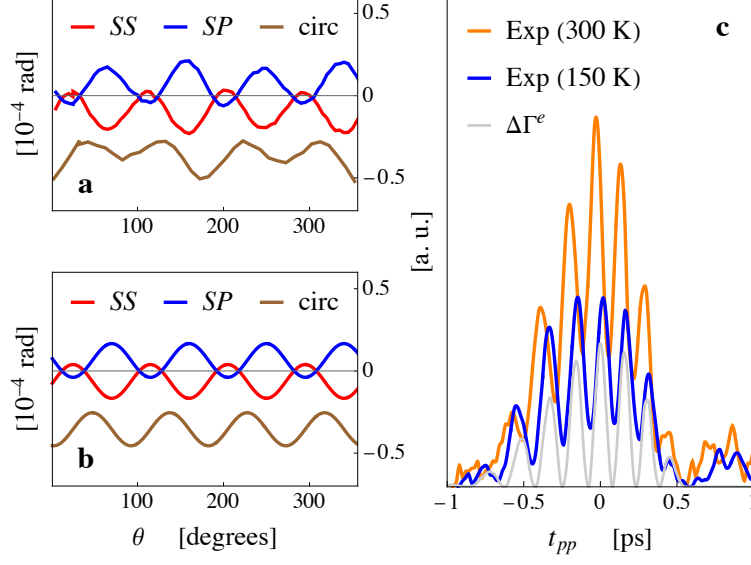 SS SP circ
0.5
0
−0.5
[10⁻⁴ rad]
a
100 200 300
SS SP circ
0.5
0
−0.5
[10⁻⁴ rad]
b
100 200 300
θ [degrees]
c
Exp (300 K)
Exp (150 K)
ΔΓᵉ
[a. u.]
−1 −0.5 0 0.5 1
t_pp [ps]